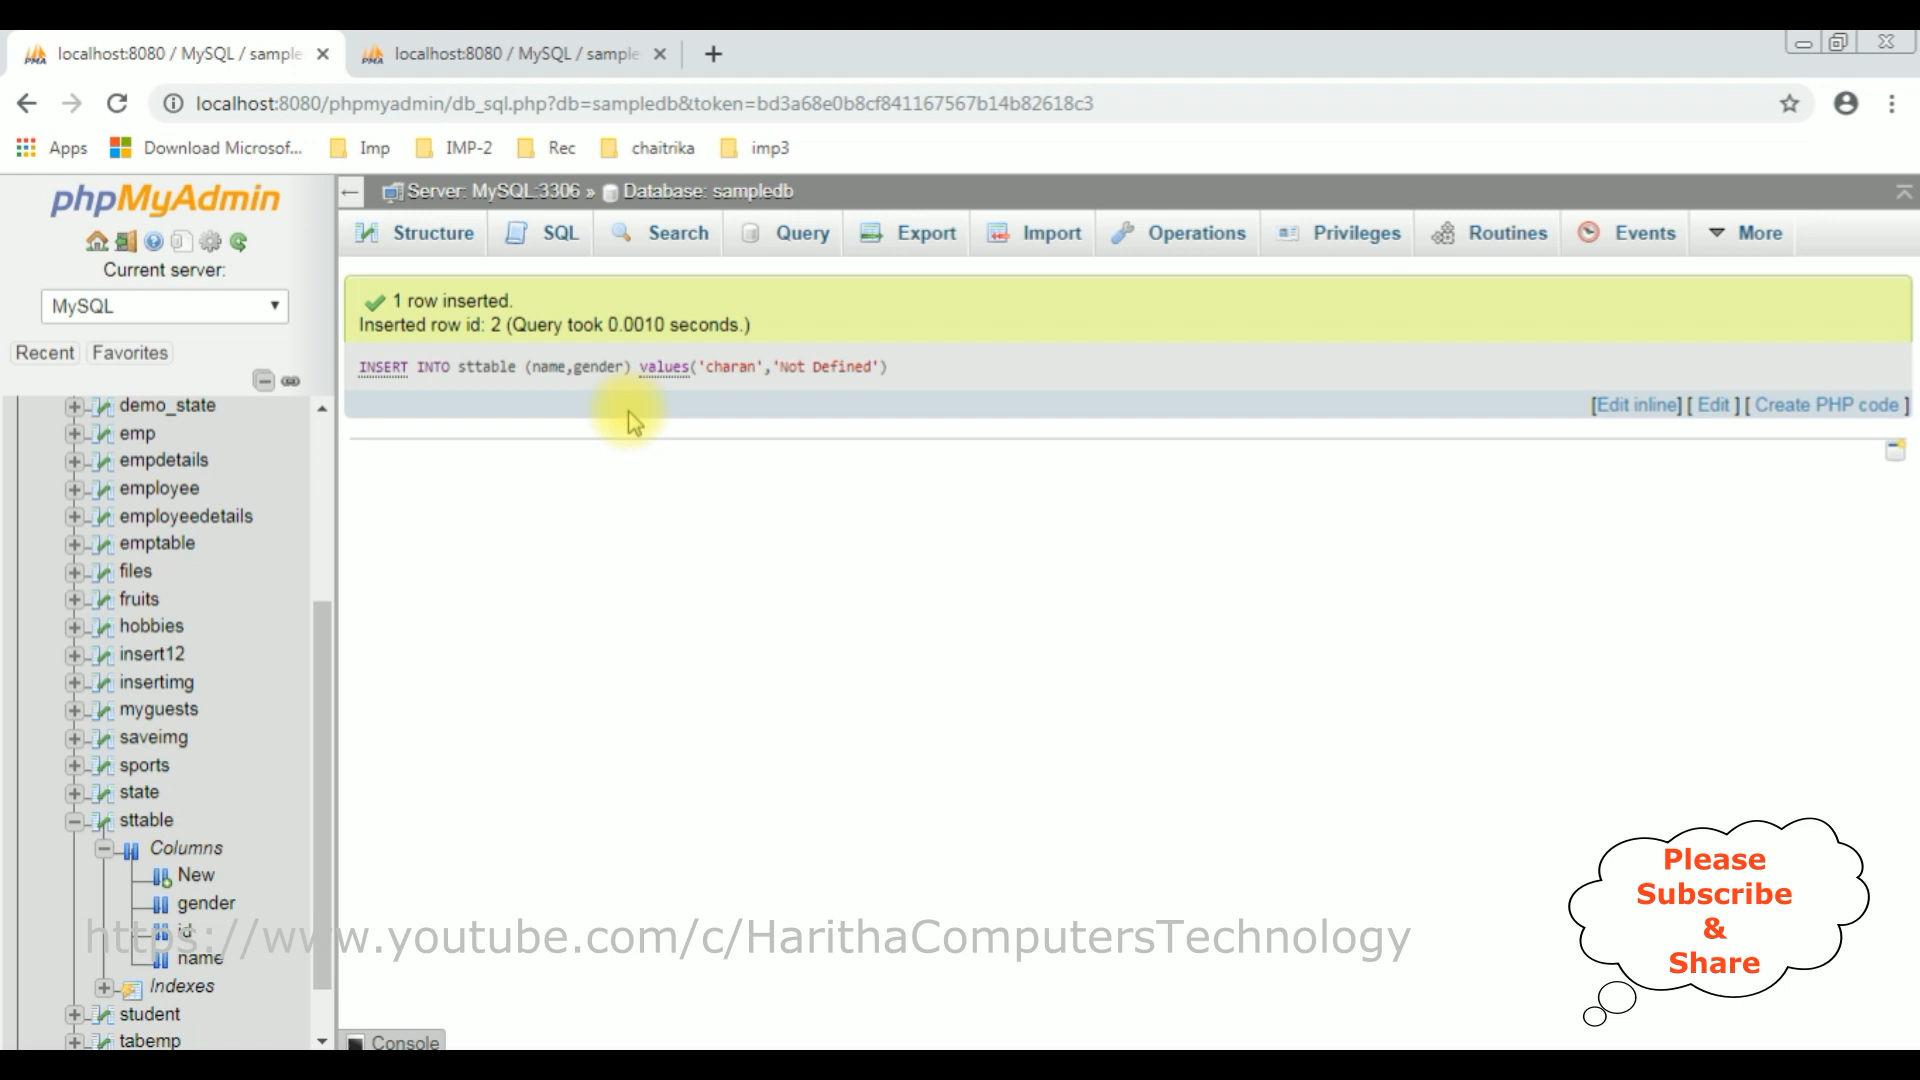 localhost:8080 / MySQL / sample
localhost:8080 / MySQL / sample
localhost:8080/phpmyadmin/db_sql.php?db=sampledb&token=bd3a68e0b8cf841167567b14b82618c3
Apps
Download Microsof...
Imp
IMP-2
Rec
chaitrika
imp3
phpMyAdmin
Current server:
MySQL
Recent Favorites
demo_state
emp
empdetails
employee
employeedetails
emptable
files
fruits
hobbies
insert12
insertimg
myguests
saveimg
sports
state
sttable
Columns
New
gender
id
name
Indexes
student
tabemp
Server: MySQL:3306 » Database: sampledb
Structure
SQL
Search
Query
Export
Import
Operations
Privileges
Routines
Events
More
1 row inserted.
Inserted row id: 2 (Query took 0.0010 seconds.)
INSERT INTO sttable (name,gender) values('charan','Not Defined')
[Edit inline] [ Edit ] [ Create PHP code ]
Console
https://www.youtube.com/c/HarithaComputersTechnology
Please
Subscribe
&
Share